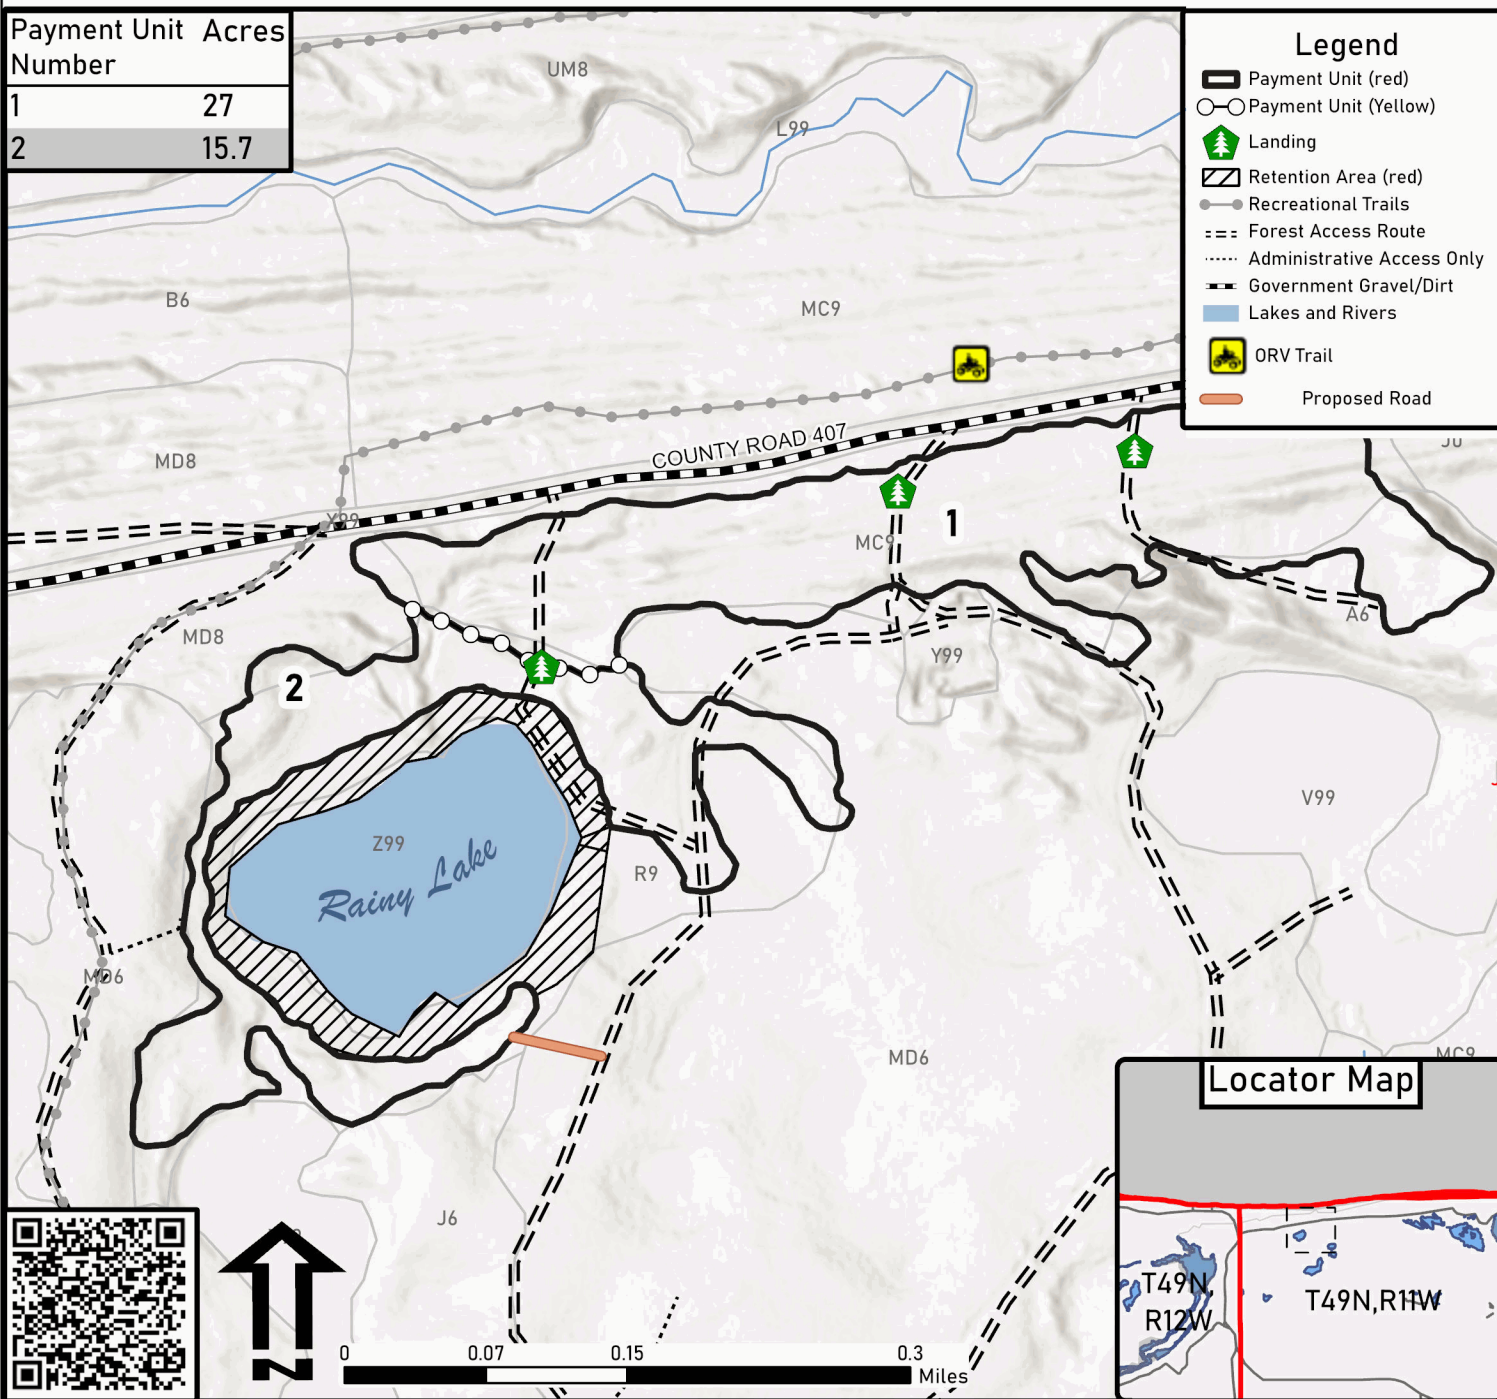 Payment Unit Acres
Number
1 27
2 15.7
Legend
Payment Unit (red)
Payment Unit (Yellow)
Landing
Retention Area (red)
Recreational Trails
Forest Access Route
Administrative Access Only
Government Gravel/Dirt
Lakes and Rivers
ORV Trail
Proposed Road
UM8
L99
B6
MC9
MD8
COUNTY ROAD 407
X99
1
MC9
A6
MD8
Y99
2
V99
Z99
Rainy Lake
R9
MD6
MD6
MC9
J6
Locator Map
T49N,
R12W
T49N,R11W
N
0 0.07 0.15 0.3
Miles